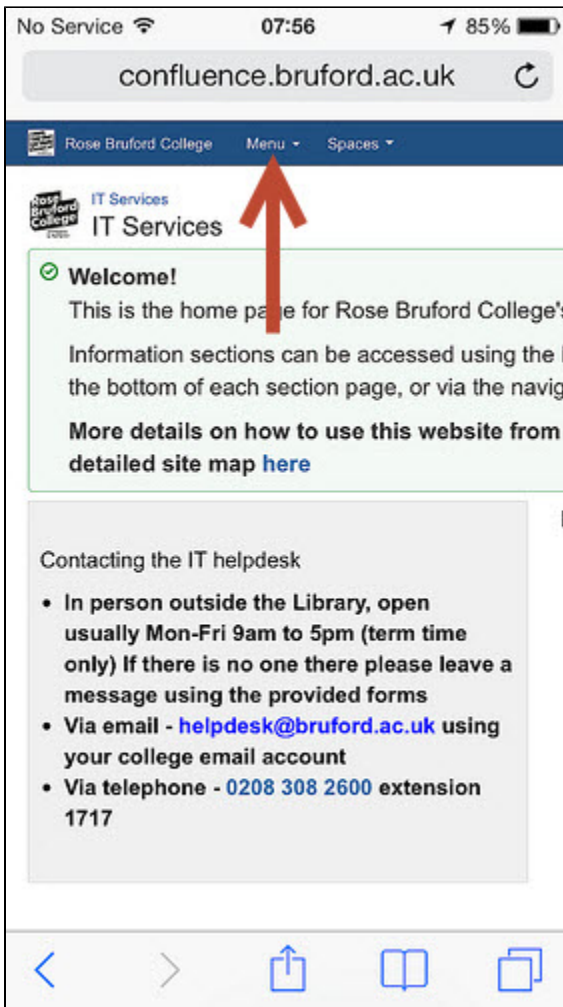 No Service 07:56 85%
confluence.bruford.ac.uk
Rose Bruford College Menu Spaces
Rose
Bruford
College
IT Services
IT Services
Welcome!
This is the home page for Rose Bruford College's
Information sections can be accessed using the
the bottom of each section page, or via the navig
More details on how to use this website from
detailed site map here
Contacting the IT helpdesk
• In person outside the Library, open
usually Mon-Fri 9am to 5pm (term time
only) If there is no one there please leave a
message using the provided forms
• Via email - helpdesk@bruford.ac.uk using
your college email account
• Via telephone - 0208 308 2600 extension
1717